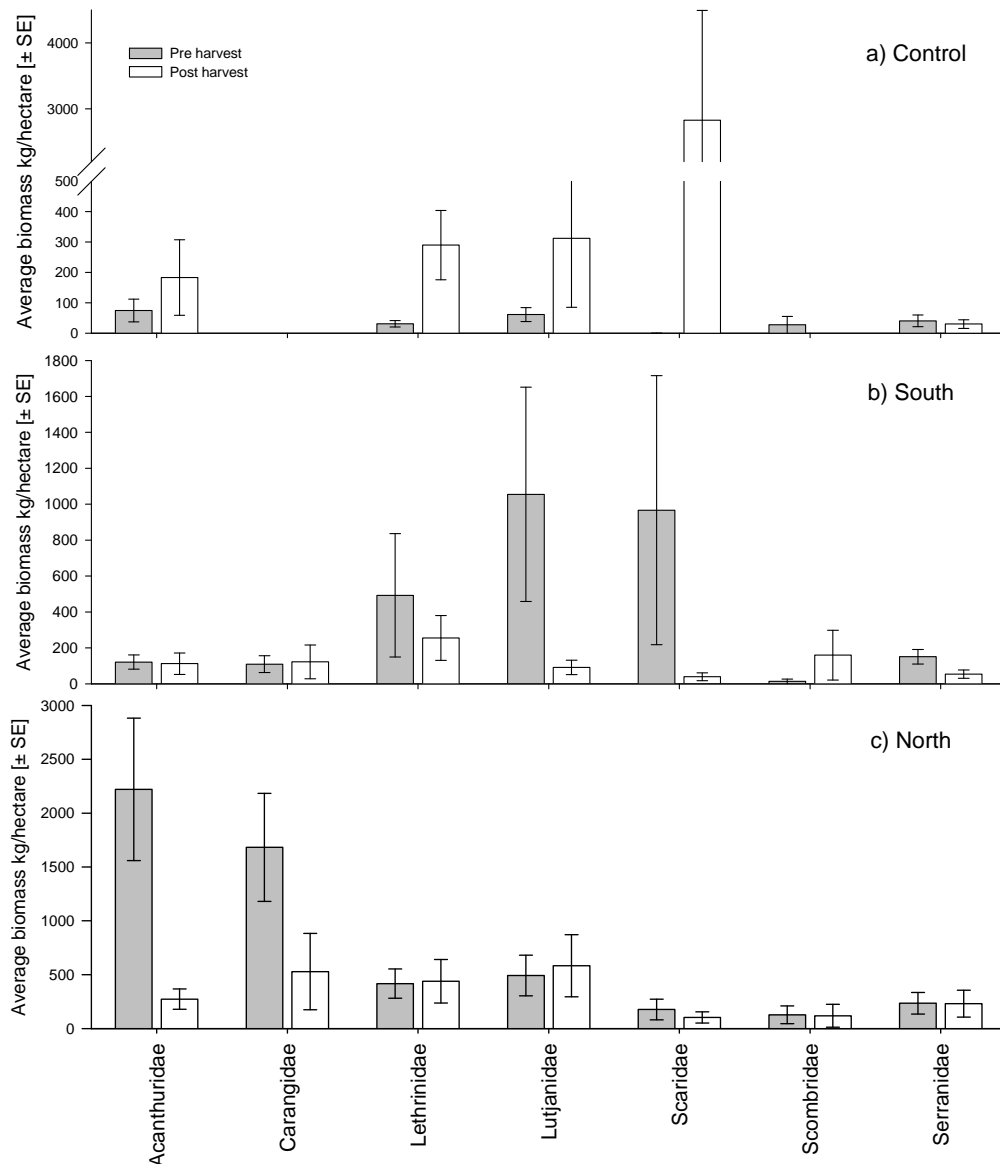 4000
3000
500
400
300
200
100
0
Average biomass kg/hectare [± SE]
Pre harvest
Post harvest
a) Control
1800
1600
1400
1200
1000
800
600
400
200
0
Average biomass kg/hectare [± SE]
b) South
3000
2500
2000
1500
1000
500
0
Average biomass kg/hectare [± SE]
c) North
Acanthuridae
Carangidae
Lethrinidae
Lutjanidae
Scaridae
Scombridae
Serranidae